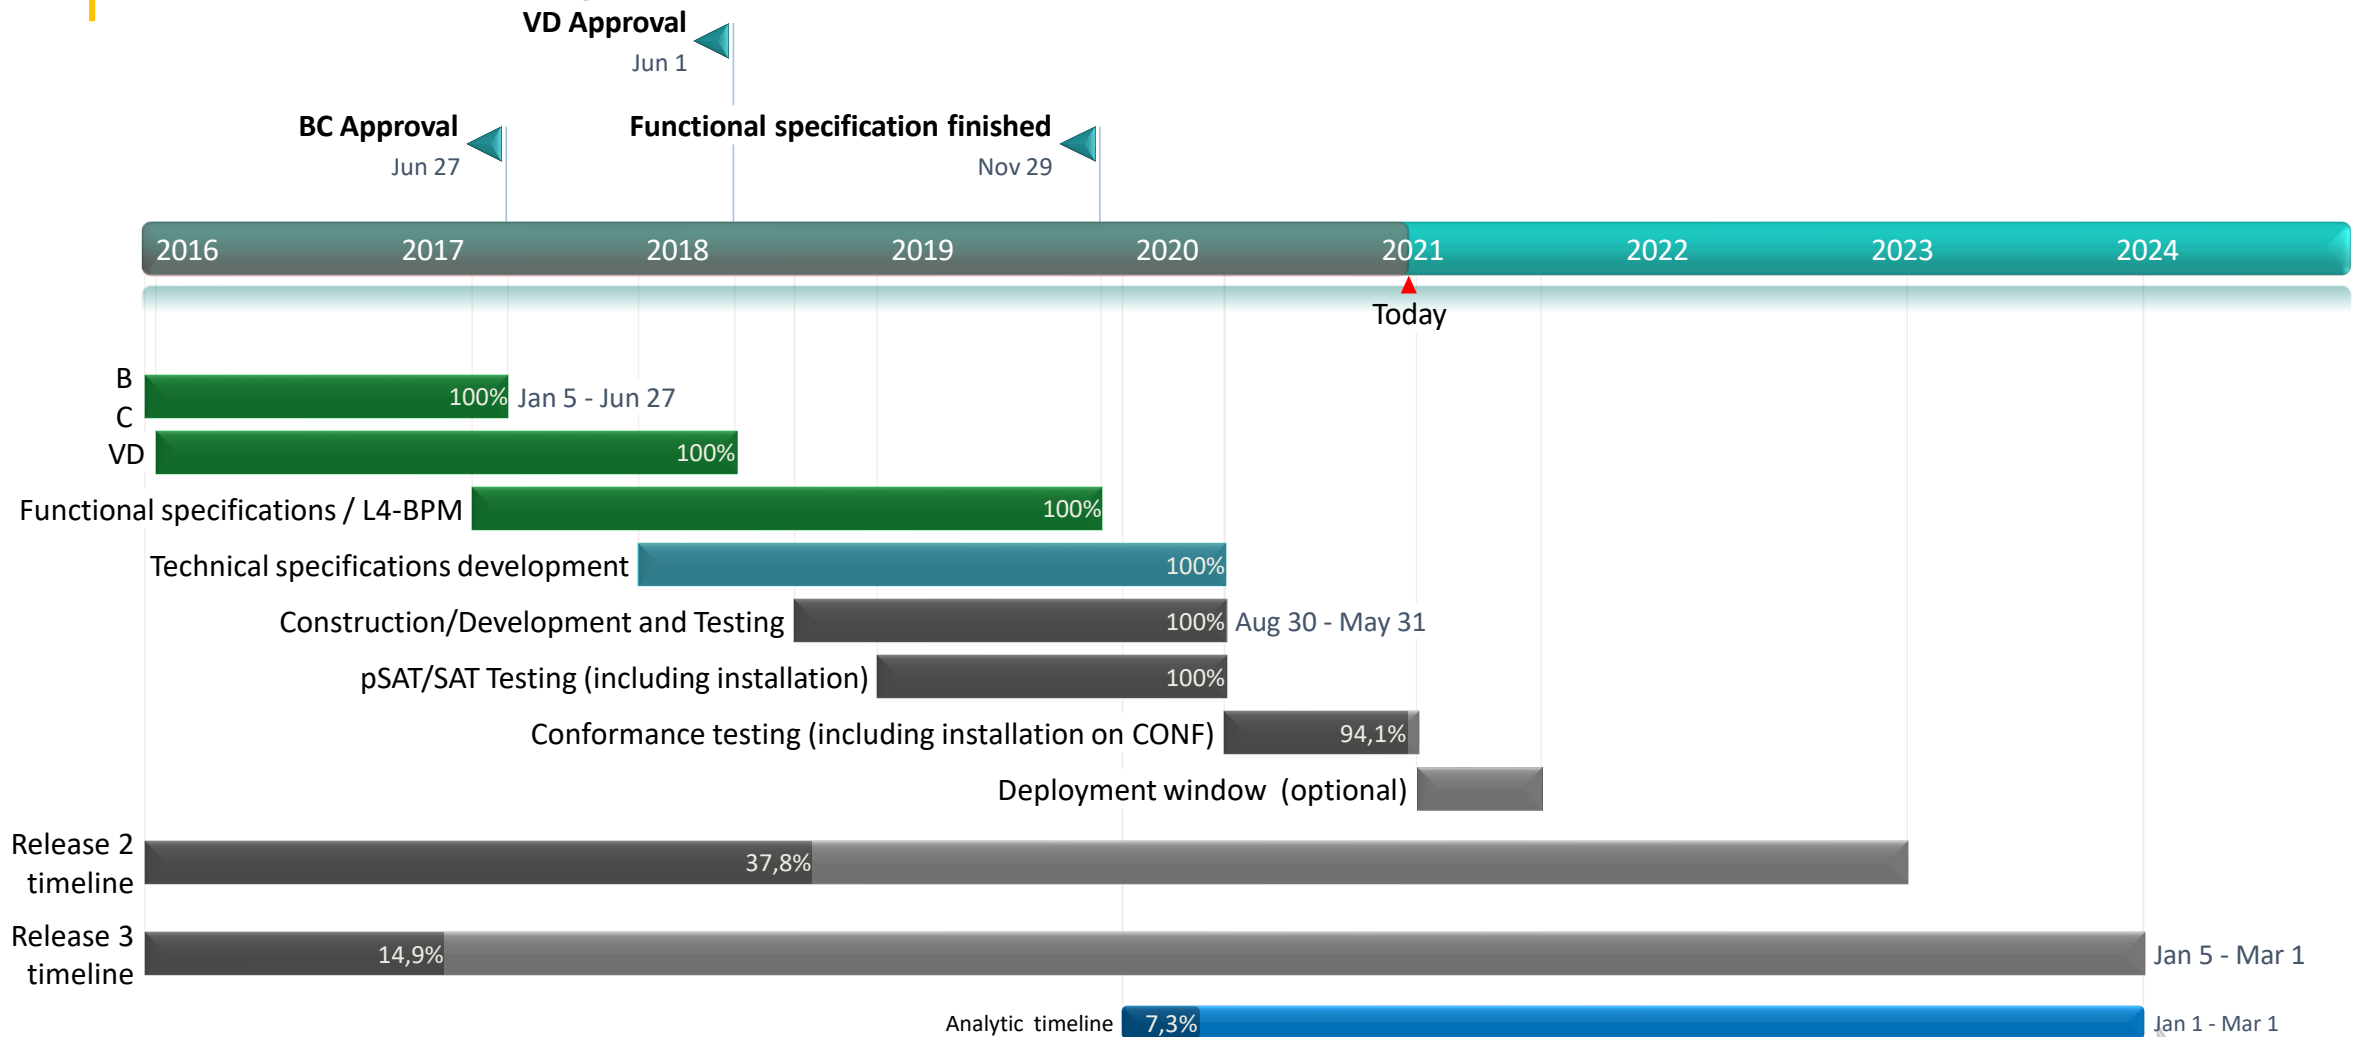 VD Approval
Jun 1
BC Approval
Jun 27
Functional specification finished
Nov 29
2016 2017 2018 2019 2020 2021 2022 2023 2024
Today
B
C
100% Jan 5 - Jun 27
VD 100%
Functional specifications / L4-BPM 100%
Technical specifications development 100%
Construction/Development and Testing 100% Aug 30 - May 31
pSAT/SAT Testing (including installation) 100%
Conformance testing (including installation on CONF) 94,1%
Deployment window (optional)
Release 2
timeline
37,8%
Release 3
timeline
14,9% Jan 5 - Mar 1
Analytic timeline 7,3% Jan 1 - Mar 1